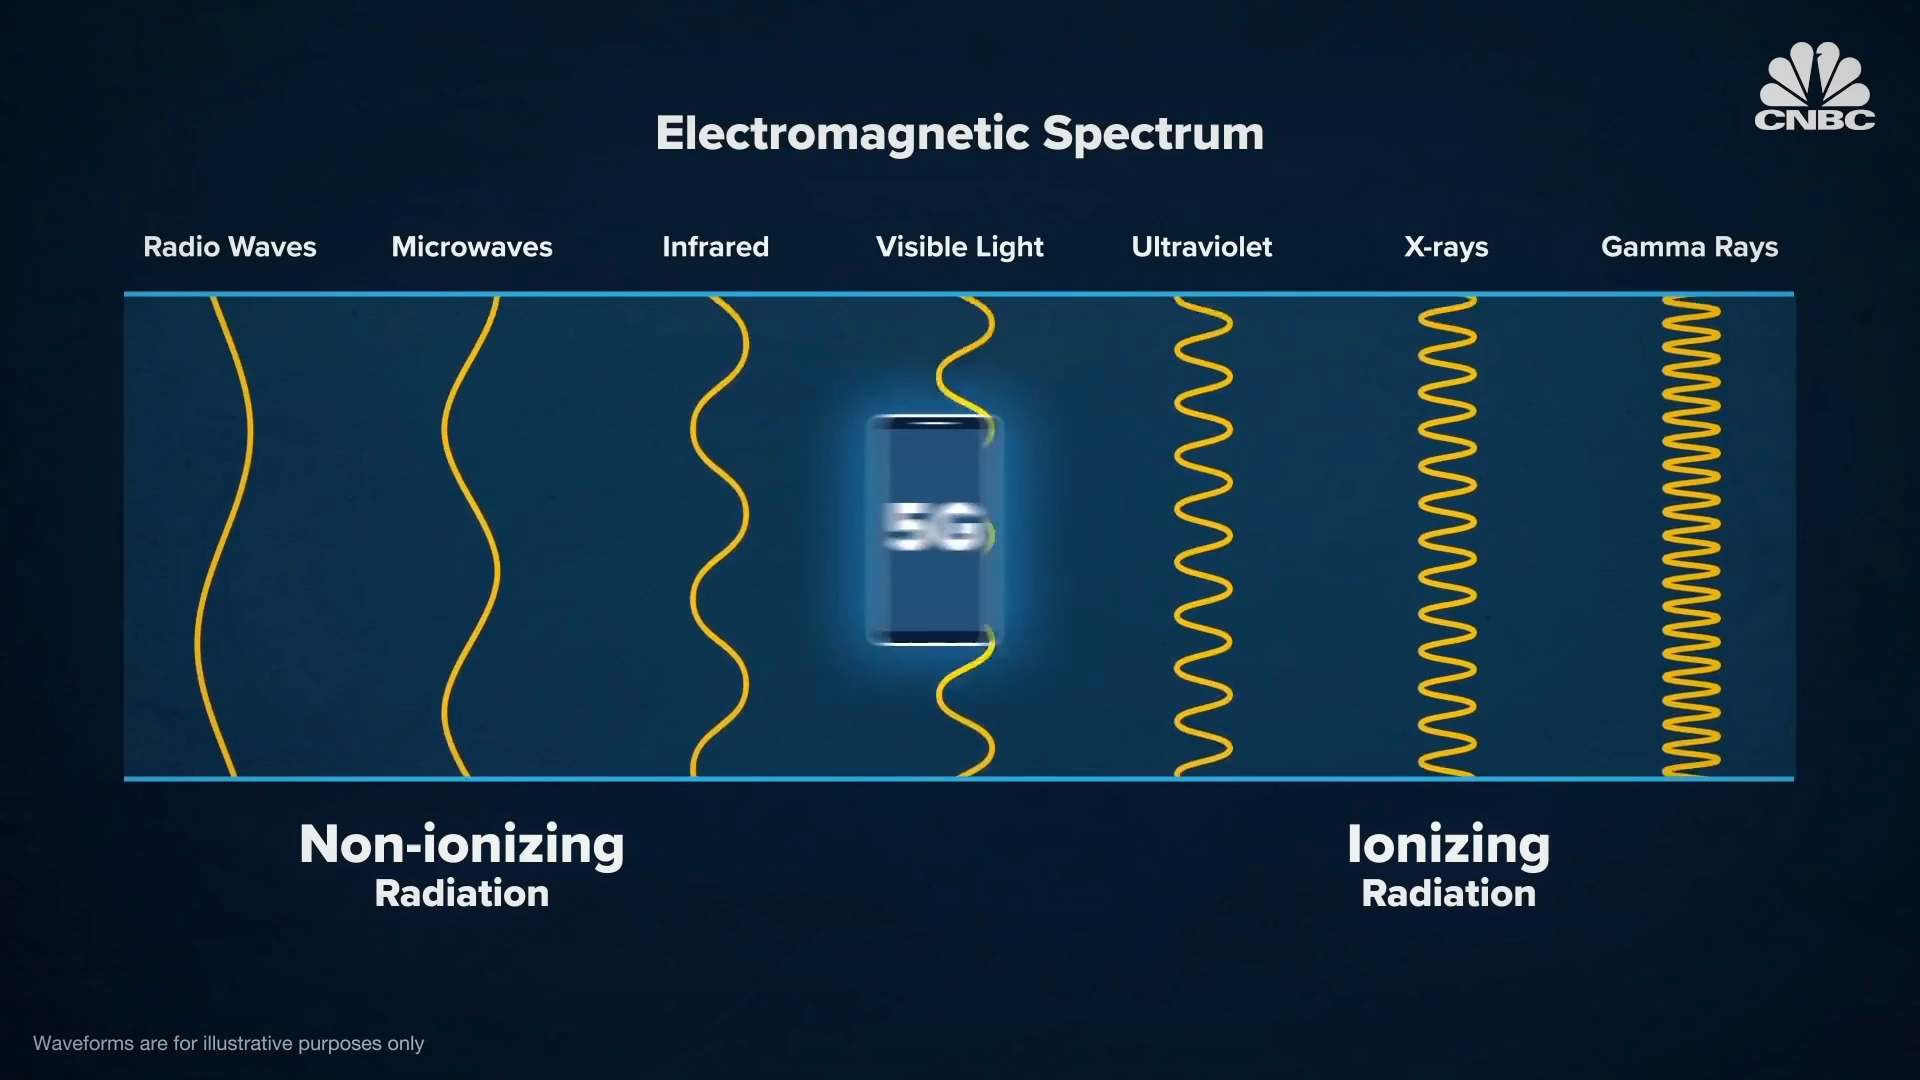 CNBC
Electromagnetic Spectrum
Radio Waves Microwaves Infrared Visible Light Ultraviolet X-rays Gamma Rays
5G
Non-ionizing
Radiation
Ionizing
Radiation
Waveforms are for illustrative purposes only